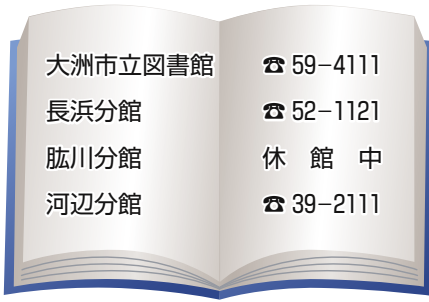 大洲市立図書館 ☎ 59−4111
長浜分館 ☎ 52−1121
肱川分館 休　館　中
河辺分館 ☎ 39−2111